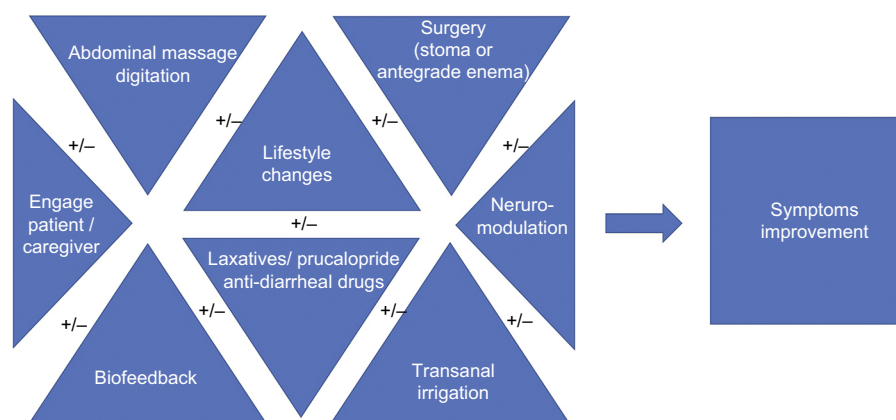 Abdominal massage
digitation
Surgery
(stoma or
antegrade enema)
+/–
+/–
+/–
+/–
Lifestyle
changes
Engage
patient /
caregiver
Neruro-
modulation
+/–
Laxatives/ prucalopride
anti-diarrheal drugs
+/–
+/–
+/–
+/–
Biofeedback
Transanal
irrigation
Symptoms
improvement